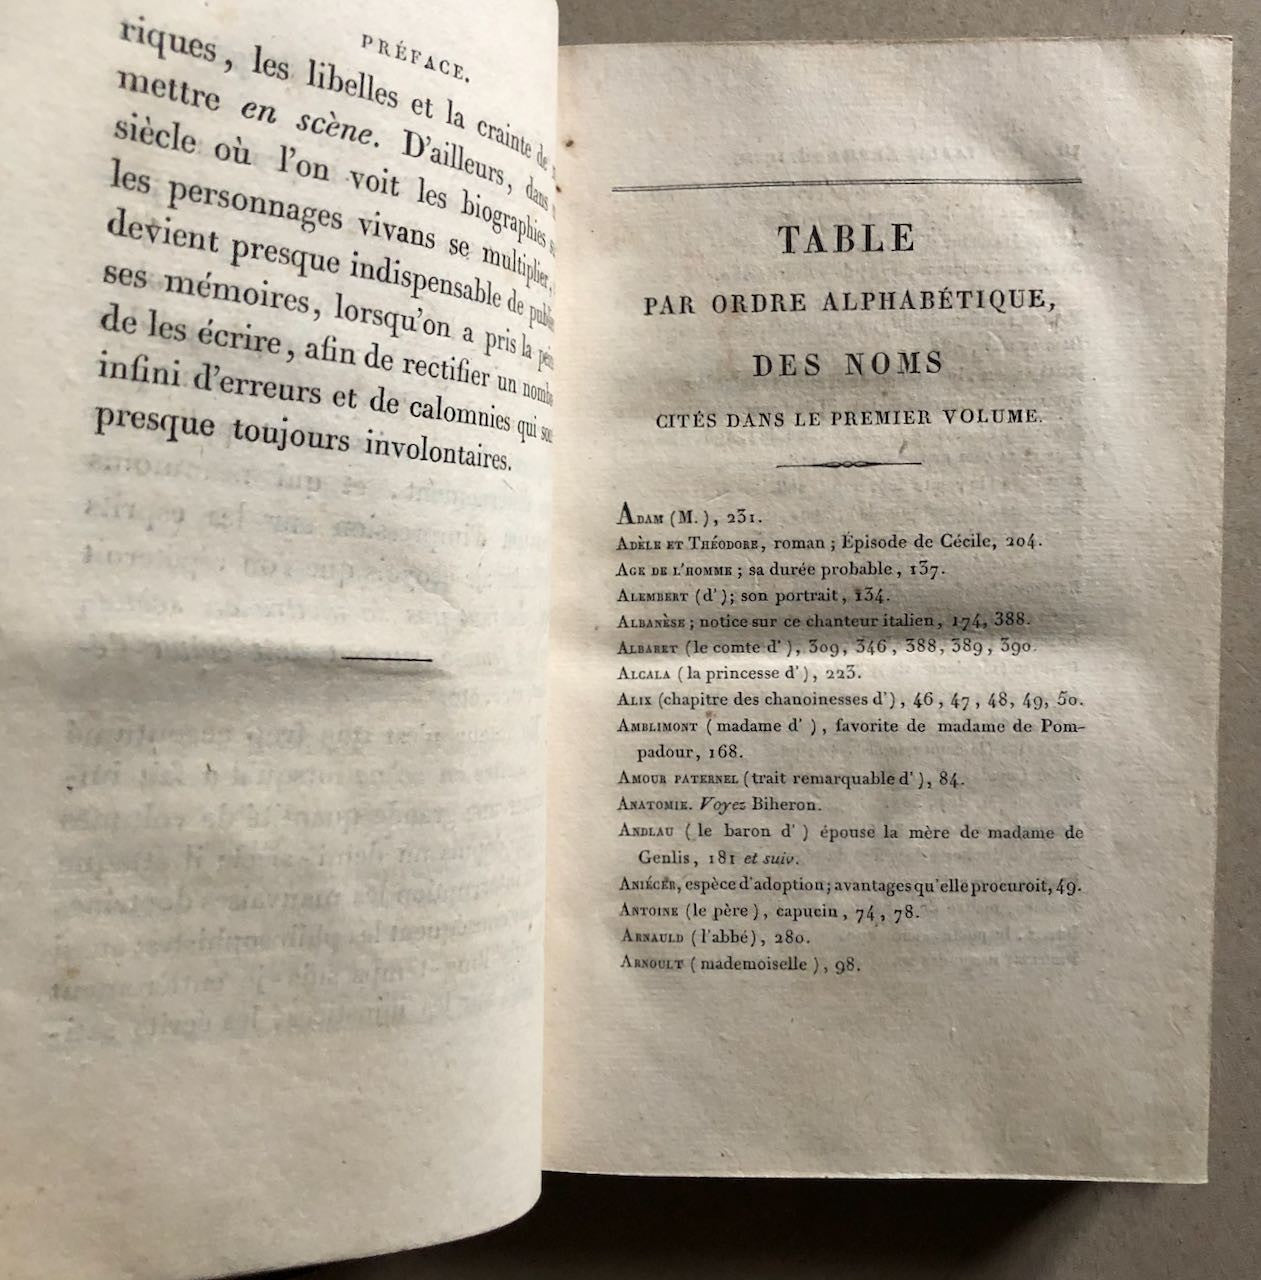 PRÉFACE.
riques, les libelles et la crainte de
mettre en scène. D'ailleurs, dans
siècle où l'on voit les biographies
les personnages vivans se multiplier,
devient presque indispensable de
ses mémoires, lorsqu'on a pris la
de les écrire, afin de rectifier un
infini d'erreurs et de calomnies qui
presque toujours involontaires.
TABLE
PAR ORDRE ALPHABÉTIQUE,
DES NOMS
CITÉS DANS LE PREMIER VOLUME.
ADAM (M.), 231.
ADÈLE ET THÉODORE, roman; Épisode de Cécile, 204.
AGE DE L'HOMME; sa durée probable, 137.
ALEMBERT (d'); son portrait, 134.
ALBANÈSE; notice sur ce chanteur italien, 174, 388.
ALBARET (le comte d'), 309, 346, 388, 389, 390.
ALCALA (la princesse d'), 223.
ALIX (chapitre des chanoinesses d'), 46, 47, 48, 49, 50.
AMBLIMONT (madame d'), favorite de madame de Pom-
padour, 168.
AMOUR PATERNEL (trait remarquable d'), 84.
ANATOMIE. Voyez Biheron.
ANDLAU (le baron d') épouse la mère de madame de
Genlis, 181 et suiv.
ANIÉCER, espèce d'adoption; avantages qu'elle procuroit, 49.
ANTOINE (le père), capucin, 74, 78.
ARNAULD (l'abbé), 280.
ARNOULT (mademoiselle), 98.